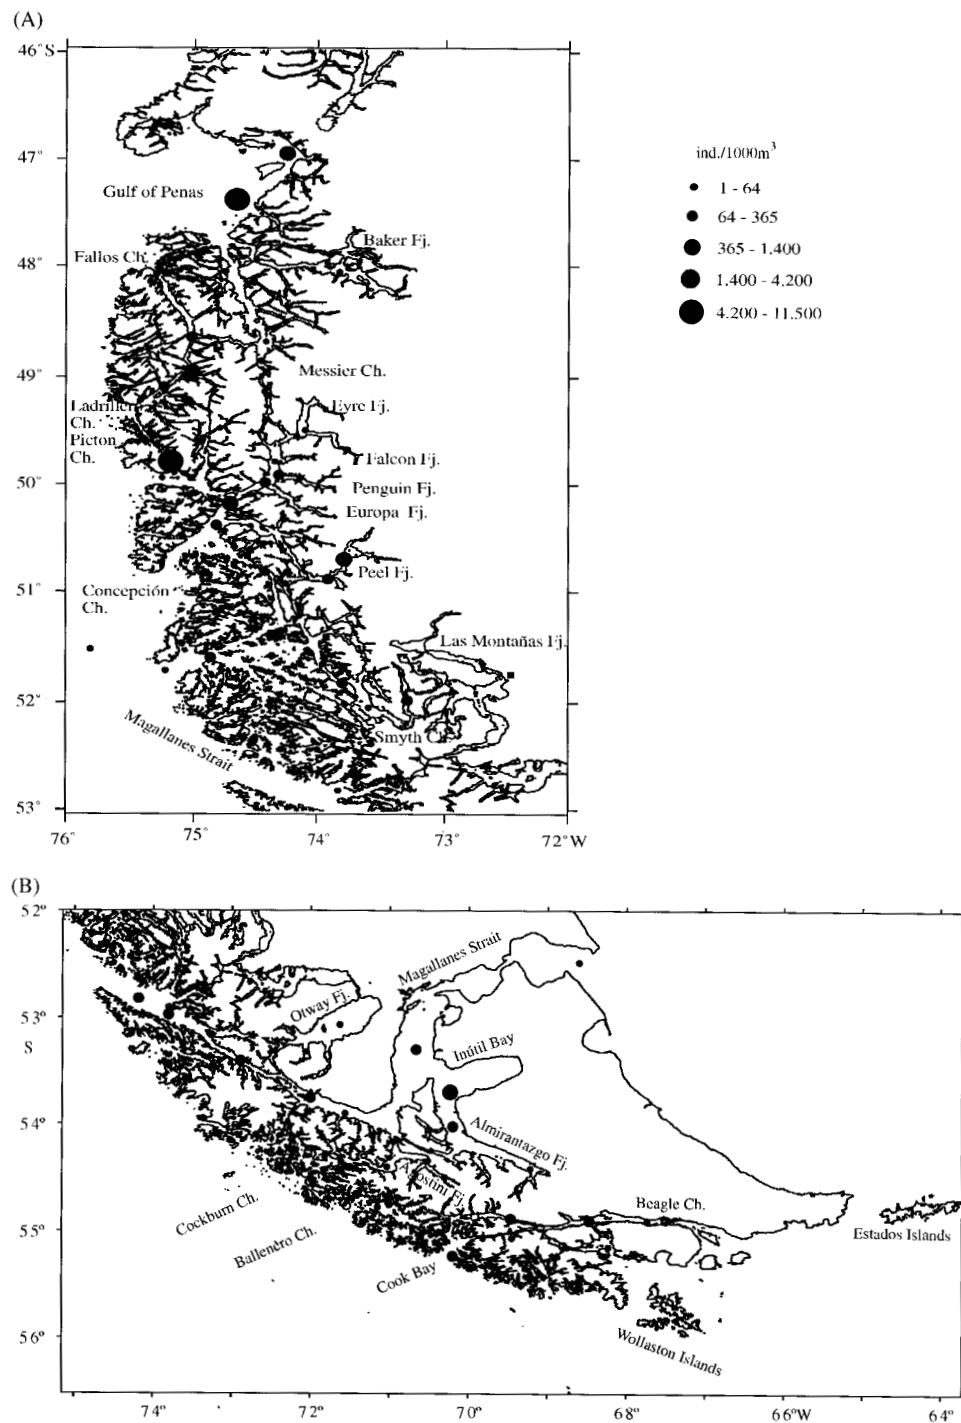 (A)
46°S
47°
48°
49°
50°
51°
52°
53°
76°
75°
74°
73°
72°W
Gulf of Penas
Baker Fj.
Fallos Ch.
Messier Ch.
Ladrillero
Ch.
Eyre Fj.
Picton
Ch.
Falcon Fj.
Penguin Fj.
Europa Fj.
Peel Fj.
Concepción
Ch.
Las Montañas Fj.
Smyth Ch.
Magallanes Strait
ind./1000m³
1 - 64
64 - 365
365 - 1.400
1.400 - 4.200
4.200 - 11.500
(B)
52°
53°
S
54°
55°
56°
74°
72°
70°
68°
66°W
64°
Magallanes Strait
Otway Fj.
Inútil Bay
Almirantazgo Fj.
Agostini Fj.
Beagle Ch.
Estados Islands
Cockburn Ch.
Ballenero Ch.
Cook Bay
Wollaston Islands